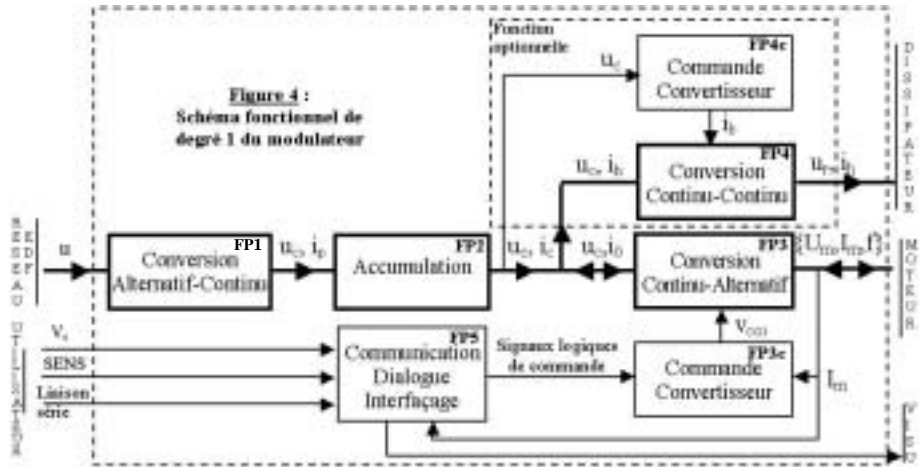 Fonction
optionnelle
FP4c
Commande
Convertisseur
Figure 4 :
Schéma fonctionnel de
degré 1 du modulateur
FP4
Conversion
Continu-Continu
DISSIPATEUR
RESEAU
EDF
u
FP1
Conversion
Alternatif-Continu
FP2
Accumulation
FP3
Conversion
Continu-Alternatif
MOTEUR
UTILISATEUR
SENS
Liaison
série
FP5
Communication
Dialogue
Interfaçage
Signaux logiques
de commande
FP3c
Commande
Convertisseur